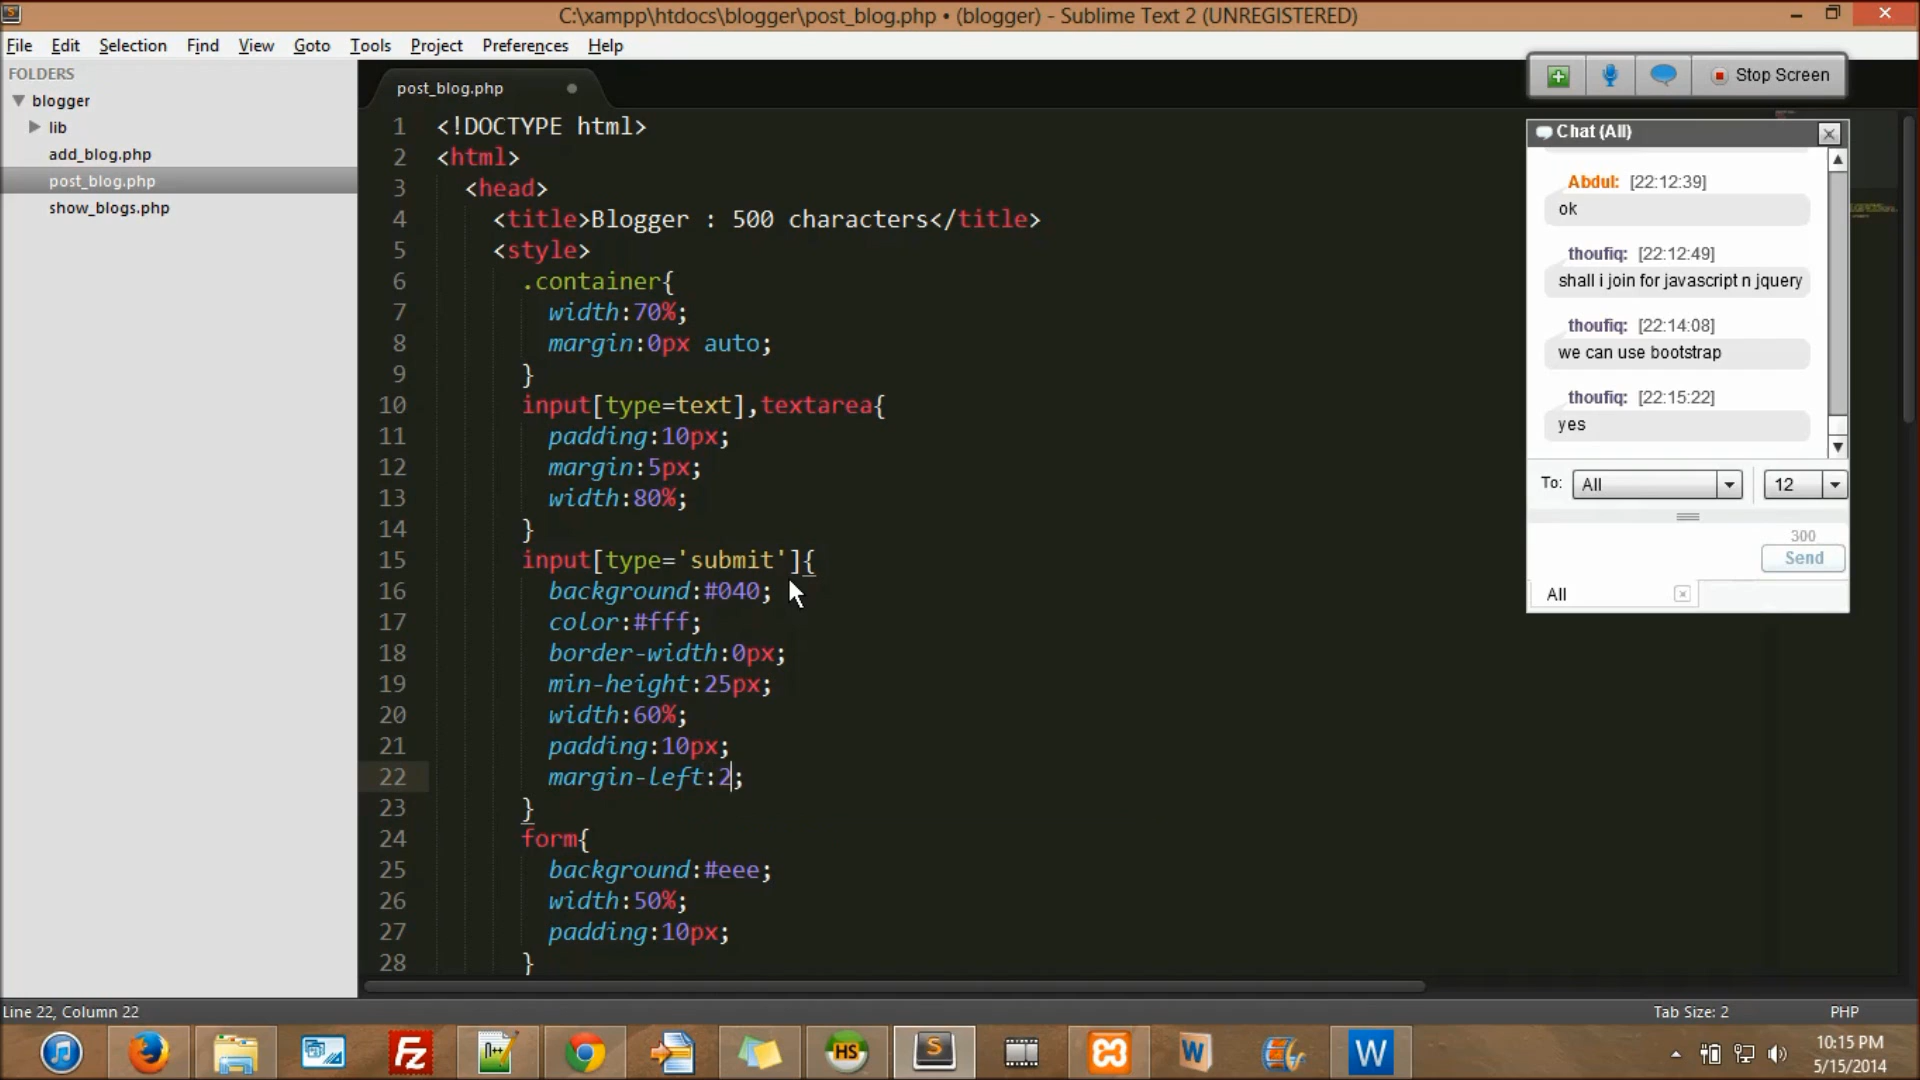 C:\xampp\htdocs\blogger\post_blog.php • (blogger) - Sublime Text 2 (UNREGISTERED)
File Edit Selection Find View Goto Tools Project Preferences Help
FOLDERS
blogger
lib
add_blog.php
post_blog.php
show_blogs.php
post_blog.php
1 <!DOCTYPE html>
2 <html>
3 <head>
4 <title>Blogger : 500 characters</title>
5 <style>
6 .container{
7 width:70%;
8 margin:0px auto;
9 }
10 input[type=text],textarea{
11 padding:10px;
12 margin:5px;
13 width:80%;
14 }
15 input[type='submit']{
16 background:#040;
17 color:#fff;
18 border-width:0px;
19 min-height:25px;
20 width:60%;
21 padding:10px;
22 margin-left:2;
23 }
24 form{
25 background:#eee;
26 width:50%;
27 padding:10px;
28 }
Stop Screen
Chat (All)
Abdul: [22:12:39]
ok
thoufiq: [22:12:49]
shall i join for javascript n jquery
thoufiq: [22:14:08]
we can use bootstrap
thoufiq: [22:15:22]
yes
To: All 12
300
Send
All
Line 22, Column 22
Tab Size: 2
PHP
FZ
n++
HS
S
W
W
10:15 PM
5/15/2014